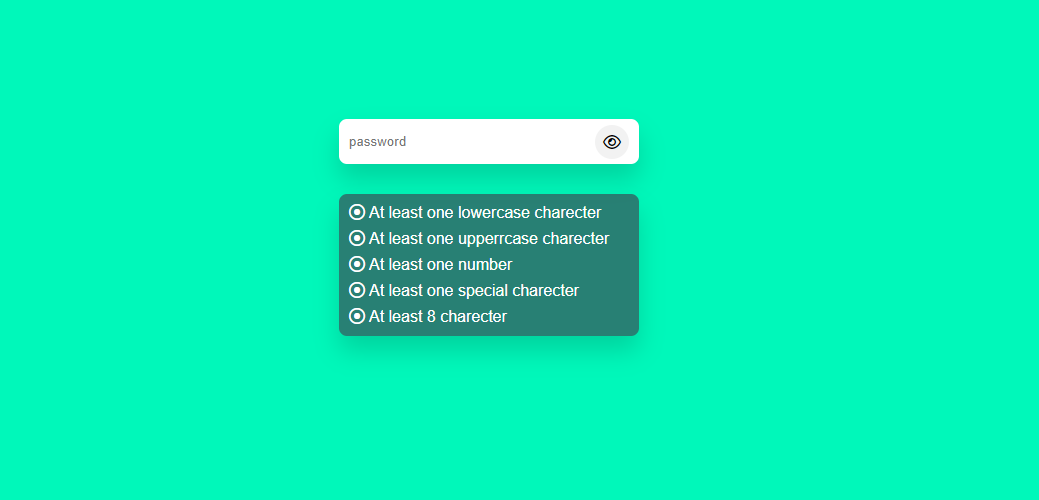 password
At least one lowercase charecter
At least one upperrcase charecter
At least one number
At least one special charecter
At least 8 charecter